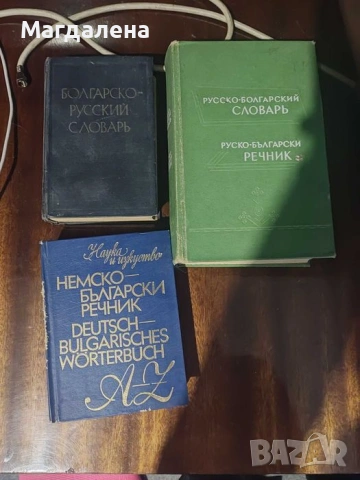 Магдалена
БОЛГАРСКО-
РУССКИЙ
СЛОВАРЬ
РУССКО-БОЛГАРСКИЙ
СЛОВАРЬ
РУСКО-БЪЛГАРСКИ
РЕЧНИК
Наука
и изкуство
НЕМСКО-
БЪЛГАРСКИ
РЕЧНИК
DEUTSCH-
BULGARISCHES
WÖRTERBUCH
A-Z
BAZAR